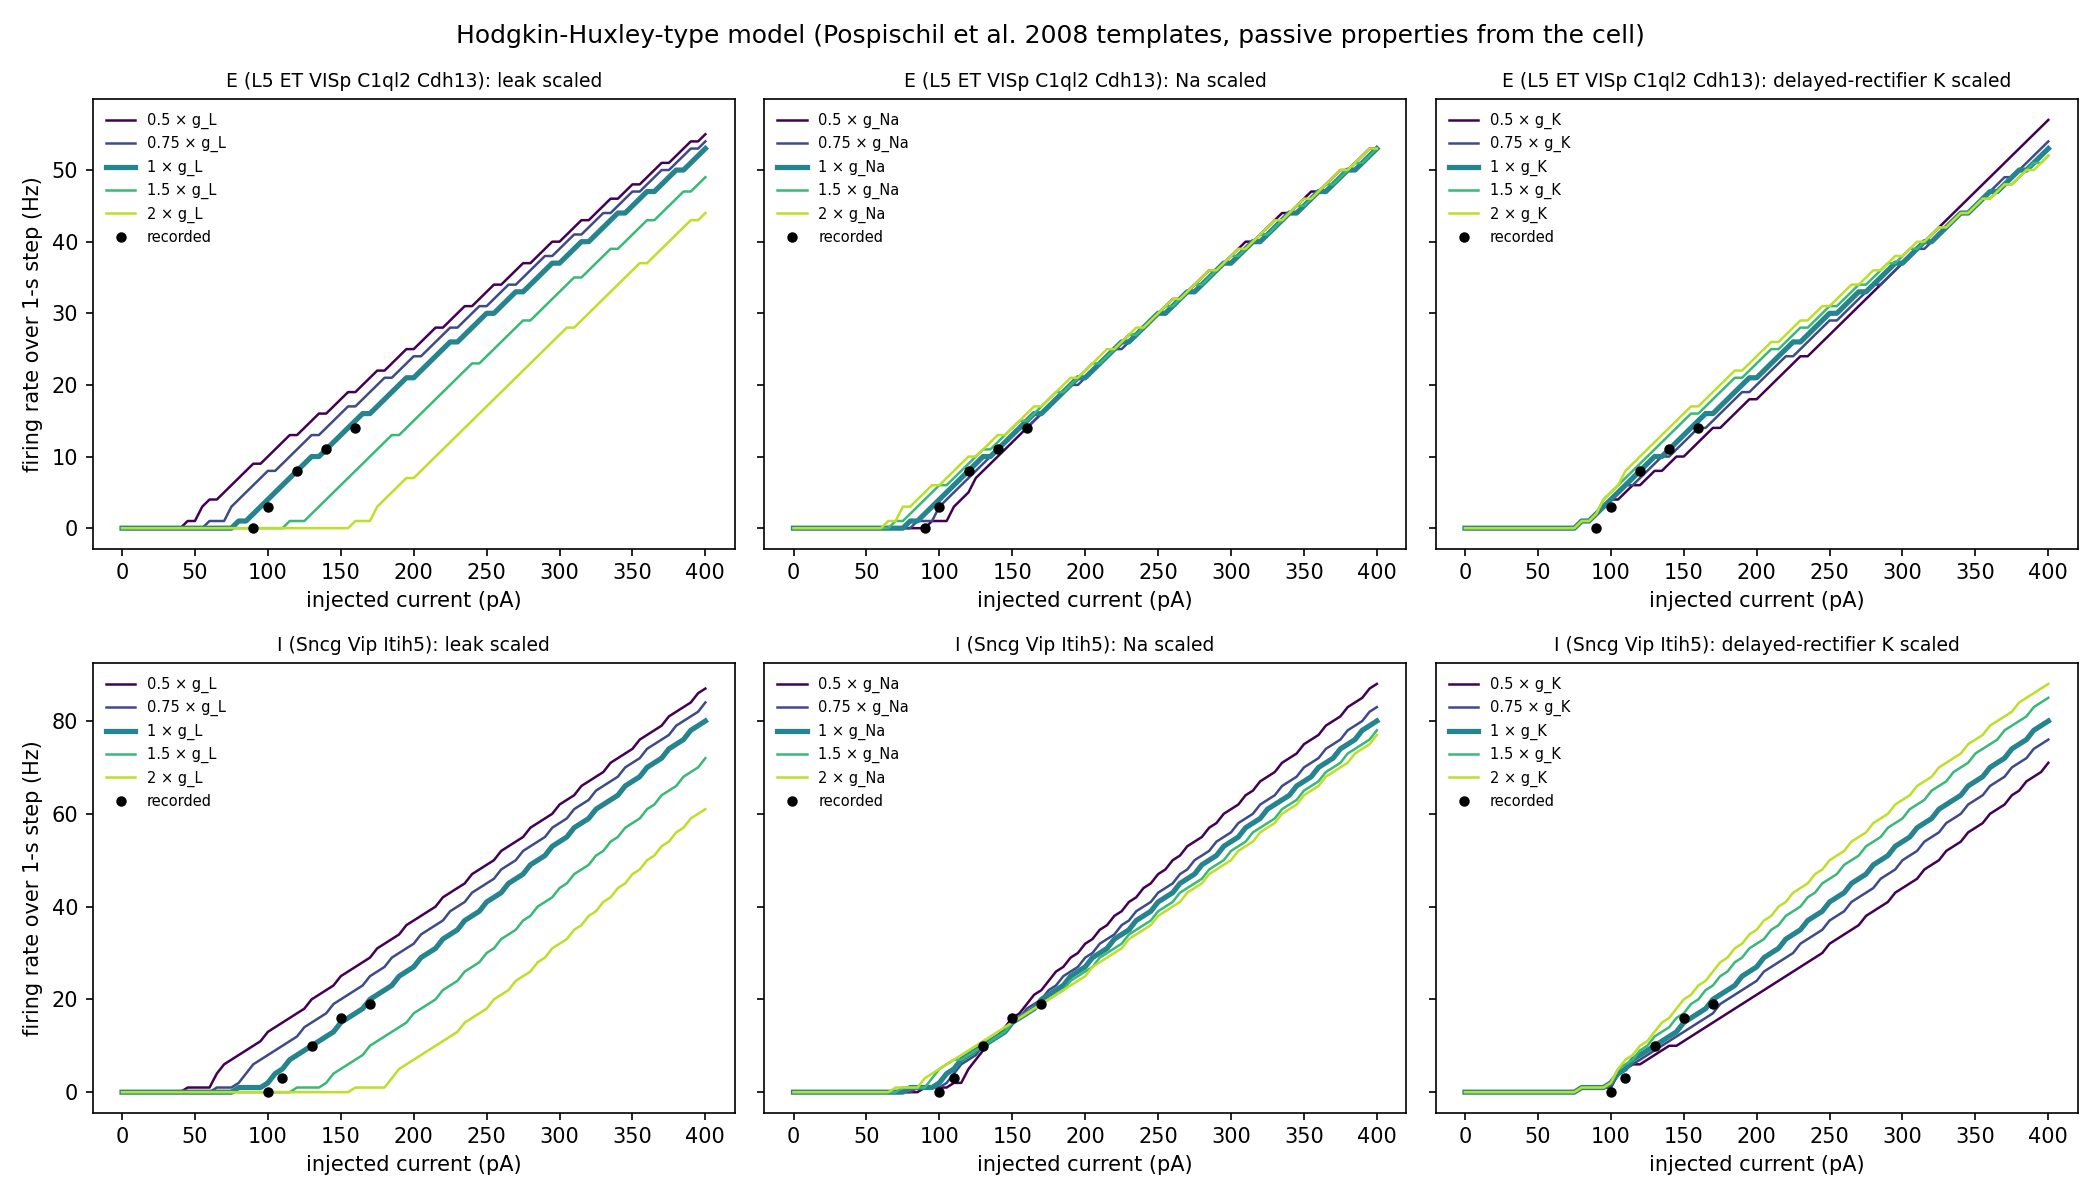 Hodgkin-Huxley-type model (Pospischil et al. 2008 templates, passive properties from the cell)
E (L5 ET VISp C1ql2 Cdh13): leak scaled
0.5 × g_L
0.75 × g_L
1 × g_L
1.5 × g_L
2 × g_L
recorded
firing rate over 1-s step (Hz)
50
40
30
20
10
0
0 50 100 150 200 250 300 350 400
injected current (pA)
E (L5 ET VISp C1ql2 Cdh13): Na scaled
0.5 × g_Na
0.75 × g_Na
1 × g_Na
1.5 × g_Na
2 × g_Na
recorded
0 50 100 150 200 250 300 350 400
injected current (pA)
E (L5 ET VISp C1ql2 Cdh13): delayed-rectifier K scaled
0.5 × g_K
0.75 × g_K
1 × g_K
1.5 × g_K
2 × g_K
recorded
0 50 100 150 200 250 300 350 400
injected current (pA)
I (Sncg Vip Itih5): leak scaled
0.5 × g_L
0.75 × g_L
1 × g_L
1.5 × g_L
2 × g_L
recorded
firing rate over 1-s step (Hz)
80
60
40
20
0
0 50 100 150 200 250 300 350 400
injected current (pA)
I (Sncg Vip Itih5): Na scaled
0.5 × g_Na
0.75 × g_Na
1 × g_Na
1.5 × g_Na
2 × g_Na
recorded
0 50 100 150 200 250 300 350 400
injected current (pA)
I (Sncg Vip Itih5): delayed-rectifier K scaled
0.5 × g_K
0.75 × g_K
1 × g_K
1.5 × g_K
2 × g_K
recorded
0 50 100 150 200 250 300 350 400
injected current (pA)